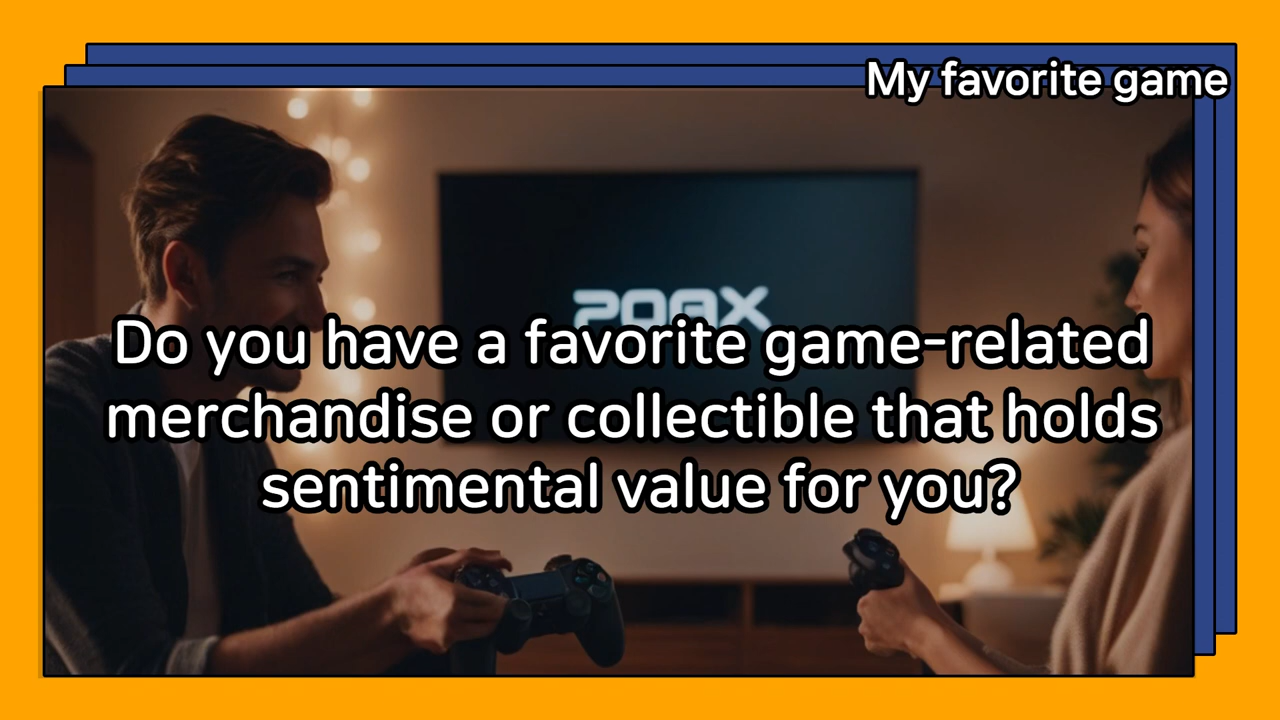 My favorite game
Do you have a favorite game-related
merchandise or collectible that holds
sentimental value for you?